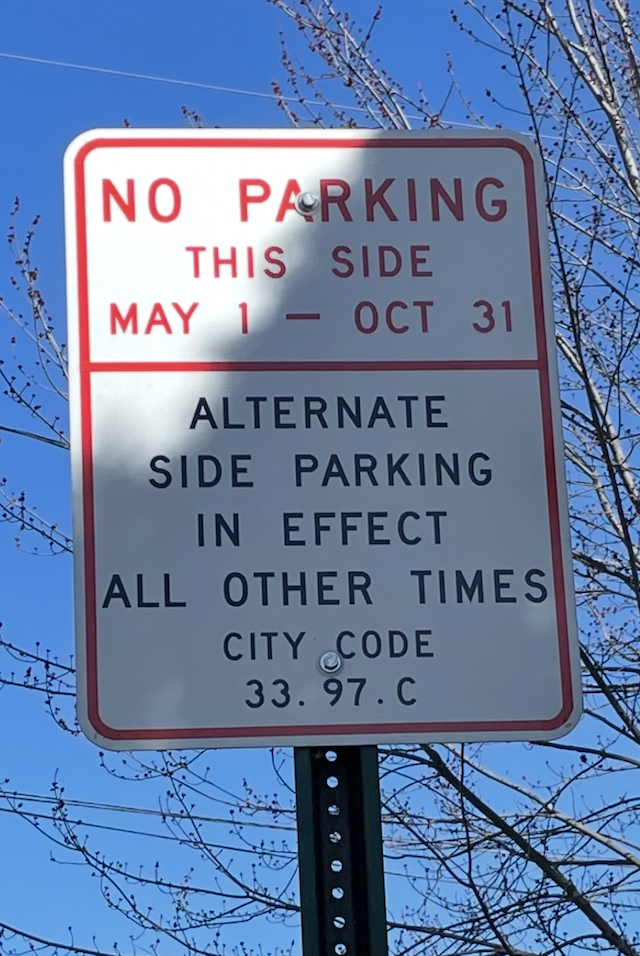 NO PARKING
THIS SIDE
MAY 1 — OCT 31
ALTERNATE
SIDE PARKING
IN EFFECT
ALL OTHER TIMES
CITY CODE
33.97.C